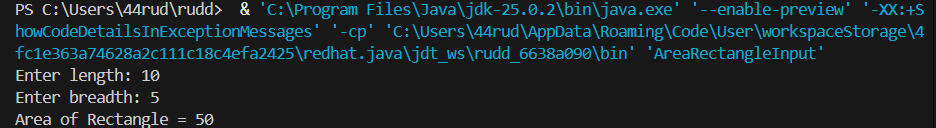 PS C:\Users\44rud\rudd>  & 'C:\Program Files\Java\jdk-25.0.2\bin\java.exe' '--enable-preview' '-XX:+S
howCodeDetailsInExceptionMessages' '-cp' 'C:\Users\44rud\AppData\Roaming\Code\User\workspaceStorage\4
fc1e363a74628a2c111c18c4efa2425\redhat.java\jdt_ws\rudd_6638a090\bin' 'AreaRectangleInput'
Enter length: 10
Enter breadth: 5
Area of Rectangle = 50